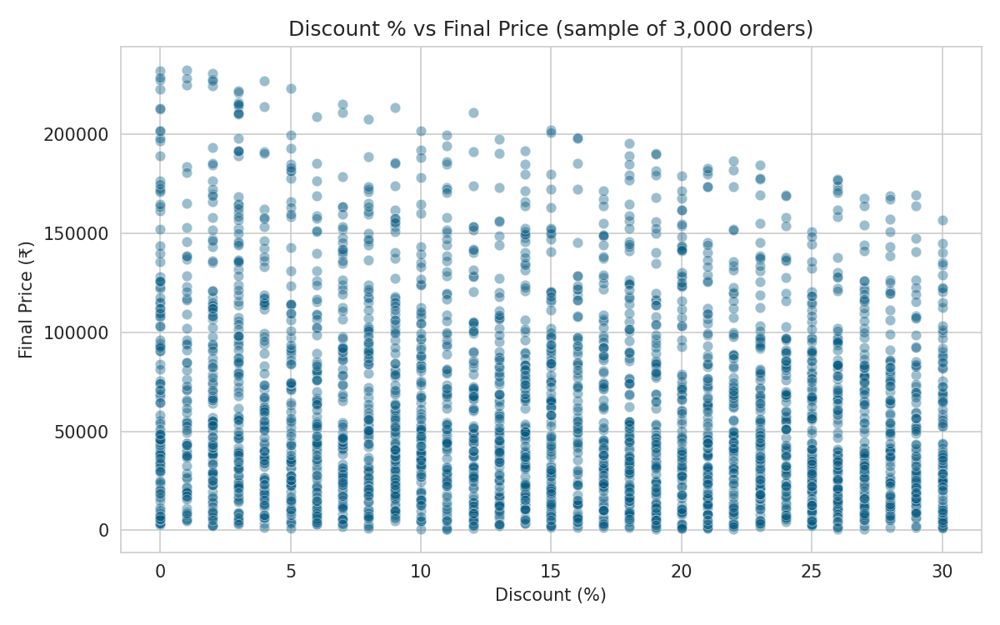 Discount % vs Final Price (sample of 3,000 orders)
Final Price (₹)
200000
150000
100000
50000
0
0 5 10 15 20 25 30
Discount (%)